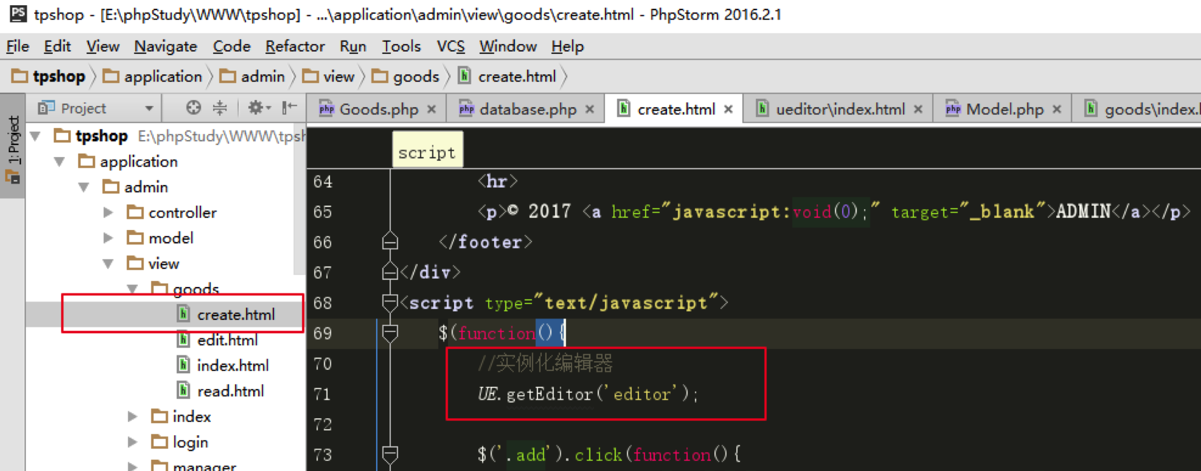 PS tpshop - [E:\phpStudy\WWW\tpshop] - ...\application\admin\view\goods\create.html - PhpStorm 2016.2.1
File Edit View Navigate Code Refactor Run Tools VCS Window Help
tpshop application admin view goods create.html
Project Goods.php × database.php × create.html × ueditor\index.html × Model.php × goods\index.h
1: Project
tpshop E:\phpStudy\WWW\tpsh
application
admin
controller
model
view
goods
create.html
edit.html
index.html
read.html
index
login
manager
script
64 <hr>
65 <p>© 2017 <a href="javascript:void(0);" target="_blank">ADMIN</a></p>
66 </footer>
67 </div>
68 <script type="text/javascript">
69 $(function(){
70 //实例化编辑器
71 UE.getEditor('editor');
72
73 $('.add').click(function(){